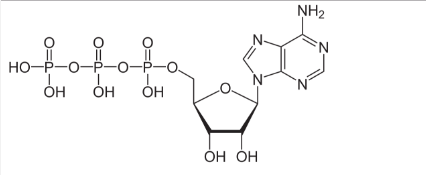 NH2
O O O N N
HO—P—O—P—O—P—O O N N
OH OH OH
OH OH